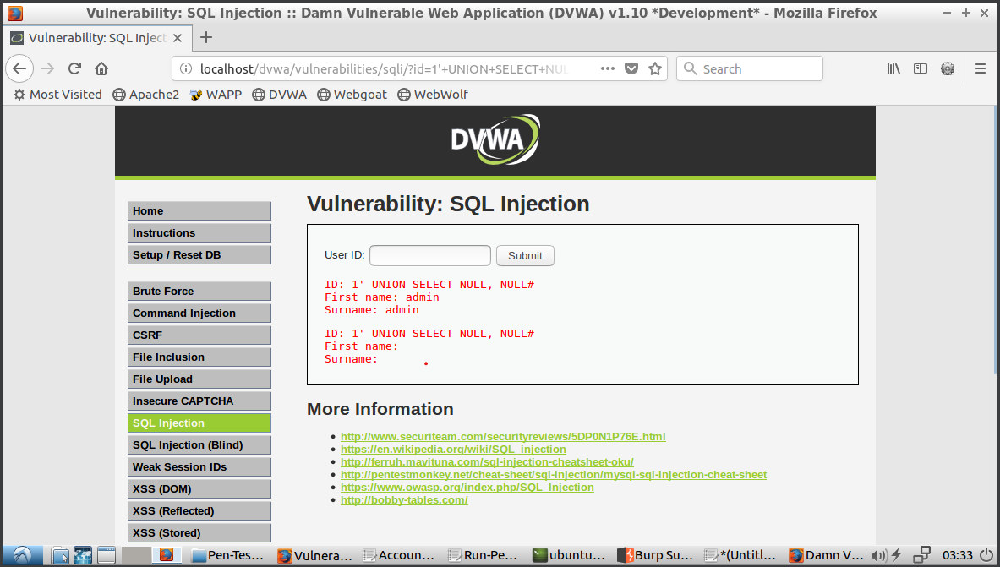 Vulnerability: SQL Injection :: Damn Vulnerable Web Application (DVWA) v1.10 *Development* - Mozilla Firefox
Vulnerability: SQL Inject
localhost/dvwa/vulnerabilities/sqli/?id=1'+UNION+SELECT+NUL
Search
Most Visited Apache2 WAPP DVWA Webgoat WebWolf
DVWA
Home
Instructions
Setup / Reset DB
Brute Force
Command Injection
CSRF
File Inclusion
File Upload
Insecure CAPTCHA
SQL Injection
SQL Injection (Blind)
Weak Session IDs
XSS (DOM)
XSS (Reflected)
XSS (Stored)
Vulnerability: SQL Injection
User ID: Submit
ID: 1' UNION SELECT NULL, NULL#
First name: admin
Surname: admin
ID: 1' UNION SELECT NULL, NULL#
First name:
Surname:
More Information
http://www.securiteam.com/securityreviews/5DP0N1P76E.html
https://en.wikipedia.org/wiki/SQL_injection
http://ferruh.mavituna.com/sql-injection-cheatsheet-oku/
http://pentestmonkey.net/cheat-sheet/sql-injection/mysql-sql-injection-cheat-sheet
https://www.owasp.org/index.php/SQL_Injection
http://bobby-tables.com/
Pen-Tes... Vulnera... Accoun... Run-Pe... ubuntu... Burp Su... *(Untitl... Damn V... 03:33